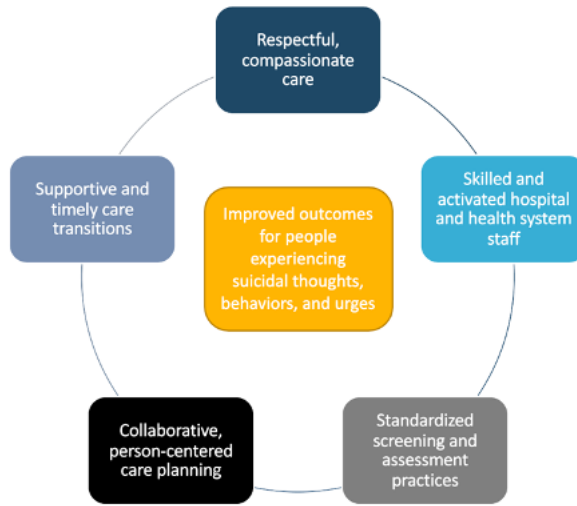 Respectful,
compassionate
care
Skilled and
activated hospital
and health system
staff
Standardized
screening and
assessment
practices
Collaborative,
person-centered
care planning
Supportive and
timely care
transitions
Improved outcomes
for people
experiencing
suicidal thoughts,
behaviors, and urges